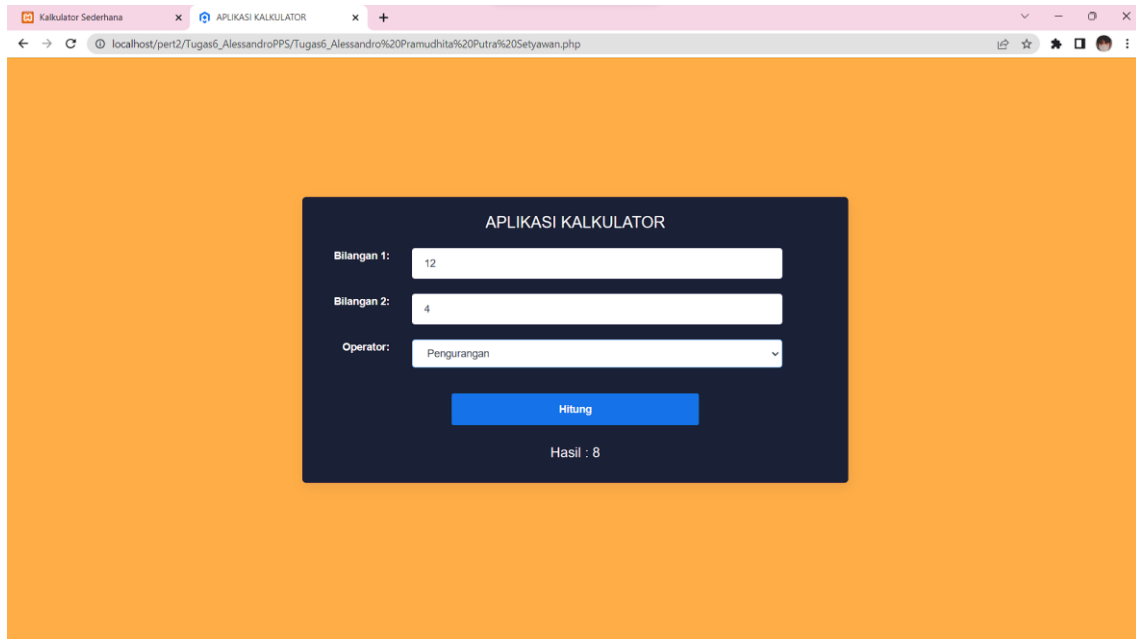 Kalkulator Sederhana
APLIKASI KALKULATOR
localhost/pert2/Tugas6_AlessandroPPS/Tugas6_Alessandro%20Pramudhita%20Putra%20Setyawan.php
APLIKASI KALKULATOR
Bilangan 1:
12
Bilangan 2:
4
Operator:
Pengurangan
Hitung
Hasil : 8